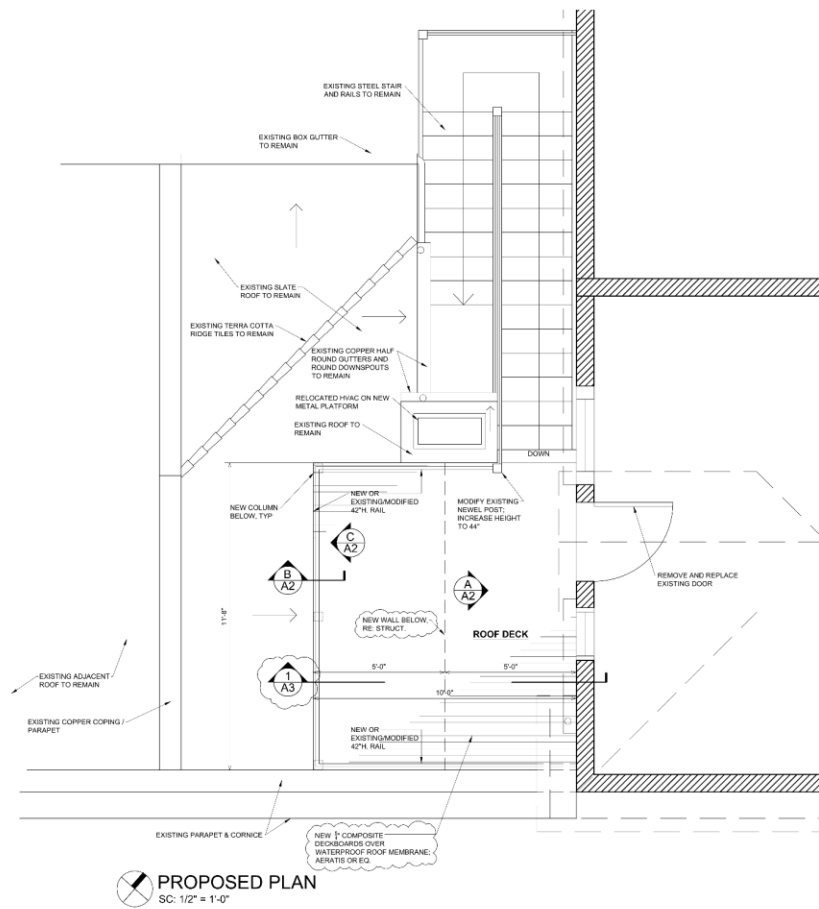 EXISTING STEEL STAIR
AND RAILS TO REMAIN
EXISTING BOX GUTTER
TO REMAIN
EXISTING SLATE
ROOF TO REMAIN
EXISTING TERRA COTTA
RIDGE TILES TO REMAIN
EXISTING COPPER HALF
ROUND GUTTERS AND
ROUND DOWNSPOUTS
TO REMAIN
RELOCATED HVAC ON NEW
METAL PLATFORM
EXISTING ROOF TO
REMAIN
DOWN
NEW COLUMN
BELOW, TYP
NEW OR
EXISTING/MODIFIED
42"H. RAIL
MODIFY EXISTING
NEWEL POST;
INCREASE HEIGHT
TO 44"
C
A2
B
A2
A
A2
REMOVE AND REPLACE
EXISTING DOOR
11'-8"
NEW WALL BELOW,
RE: STRUCT.
ROOF DECK
5'-0"
5'-0"
1
A3
10'-0"
EXISTING ADJACENT
ROOF TO REMAIN
EXISTING COPPER COPING /
PARAPET
NEW OR
EXISTING/MODIFIED
42"H. RAIL
EXISTING PARAPET & CORNICE
NEW " COMPOSITE
DECKBOARDS OVER
WATERPROOF ROOF MEMBRANE;
AERATIS OR EQ.
PROPOSED PLAN
SC: 1/2" = 1'-0"